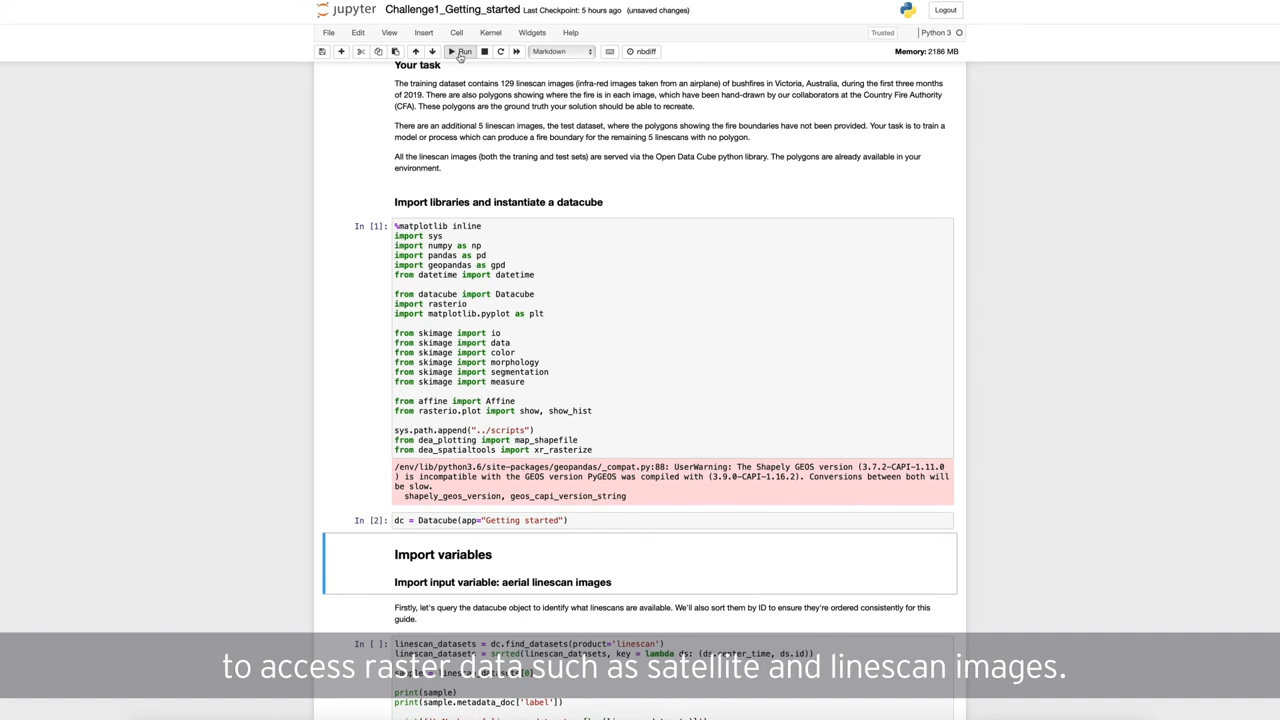 jupyter Challenge1_Getting_started Last Checkpoint: 5 hours ago (unsaved changes) Logout
File Edit View Insert Cell Kernel Widgets Help Trusted Python 3
Run Markdown nbdiff Memory: 2186 MB
Your task
The training dataset contains 129 linescan images (infra-red images taken from an airplane) of bushfires in Victoria, Australia, during the first three months
of 2019. There are also polygons showing where the fire is in each image, which have been hand-drawn by our collaborators at the Country Fire Authority
(CFA). These polygons are the ground truth your solution should be able to recreate.
There are an additional 5 linescan images, the test dataset, where the polygons showing the fire boundaries have not been provided. Your task is to train a
model or process which can produce a fire boundary for the remaining 5 linescans with no polygon.
All the linescan images (both the traning and test sets) are served via the Open Data Cube python library. The polygons are already available in your
environment.
Import libraries and instantiate a datacube
In [1]: %matplotlib inline
import sys
import numpy as np
import pandas as pd
import geopandas as gpd
from datetime import datetime
from datacube import Datacube
import rasterio
import matplotlib.pyplot as plt
from skimage import io
from skimage import data
from skimage import color
from skimage import morphology
from skimage import segmentation
from skimage import measure
from affine import Affine
from rasterio.plot import show, show_hist
sys.path.append("../scripts")
from dea_plotting import map_shapefile
from dea_spatialtools import xr_rasterize
/env/lib/python3.6/site-packages/geopandas/_compat.py:88: UserWarning: The Shapely GEOS version (3.7.2-CAPI-1.11.0
) is incompatible with the GEOS version PyGEOS was compiled with (3.9.0-CAPI-1.16.2). Conversions between both will
be slow.
shapely_geos_version, geos_capi_version_string
In [2]: dc = Datacube(app="Getting started")
Import variables
Import input variable: aerial linescan images
Firstly, let's query the datacube object to identify what linescans are available. We'll also sort them by ID to ensure they're ordered consistently for this
guide.
In [ ]: linescan_datasets = dc.find_datasets(product='linescan')
linescan_datasets = sorted(linescan_datasets, key = lambda ds: (ds.center_time, ds.id))
to access raster data such as satellite and linescan images.
print(sample)
print(sample.metadata_doc['label'])